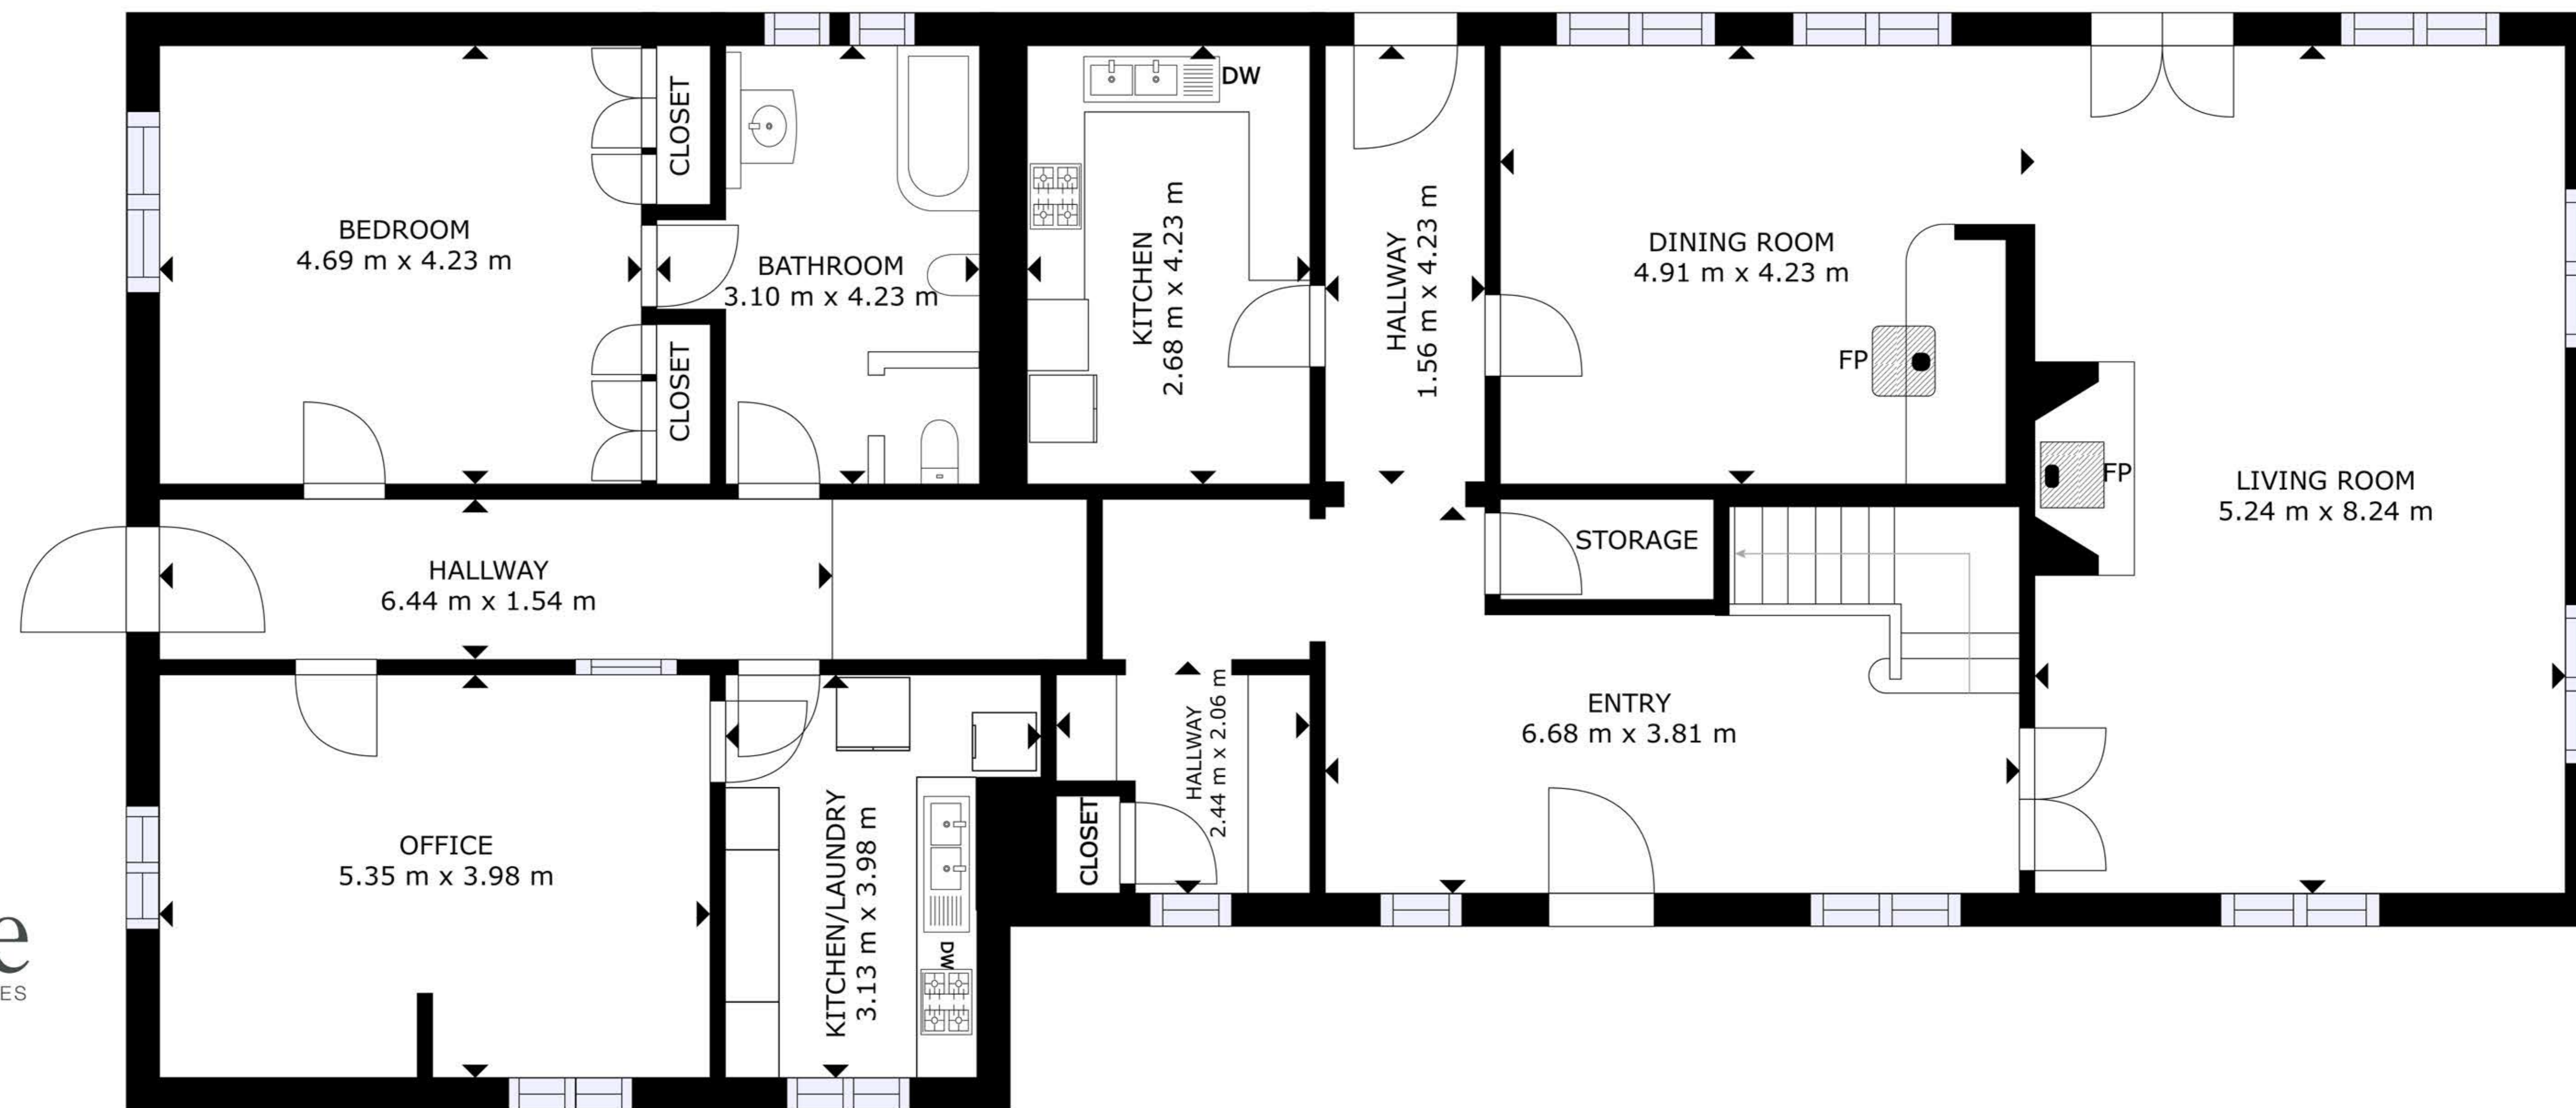 BEDROOM
4.69 m x 4.23 m
CLOSET
CLOSET
BATHROOM
3.10 m x 4.23 m
DW
KITCHEN
2.68 m x 4.23 m
HALLWAY
1.56 m x 4.23 m
DINING ROOM
4.91 m x 4.23 m
FP
FP
LIVING ROOM
5.24 m x 8.24 m
HALLWAY
6.44 m x 1.54 m
STORAGE
ENTRY
6.68 m x 3.81 m
HALLWAY
2.44 m x 2.06 m
CLOSET
OFFICE
5.35 m x 3.98 m
KITCHEN/LAUNDRY
3.13 m x 3.98 m
DW
e
ES